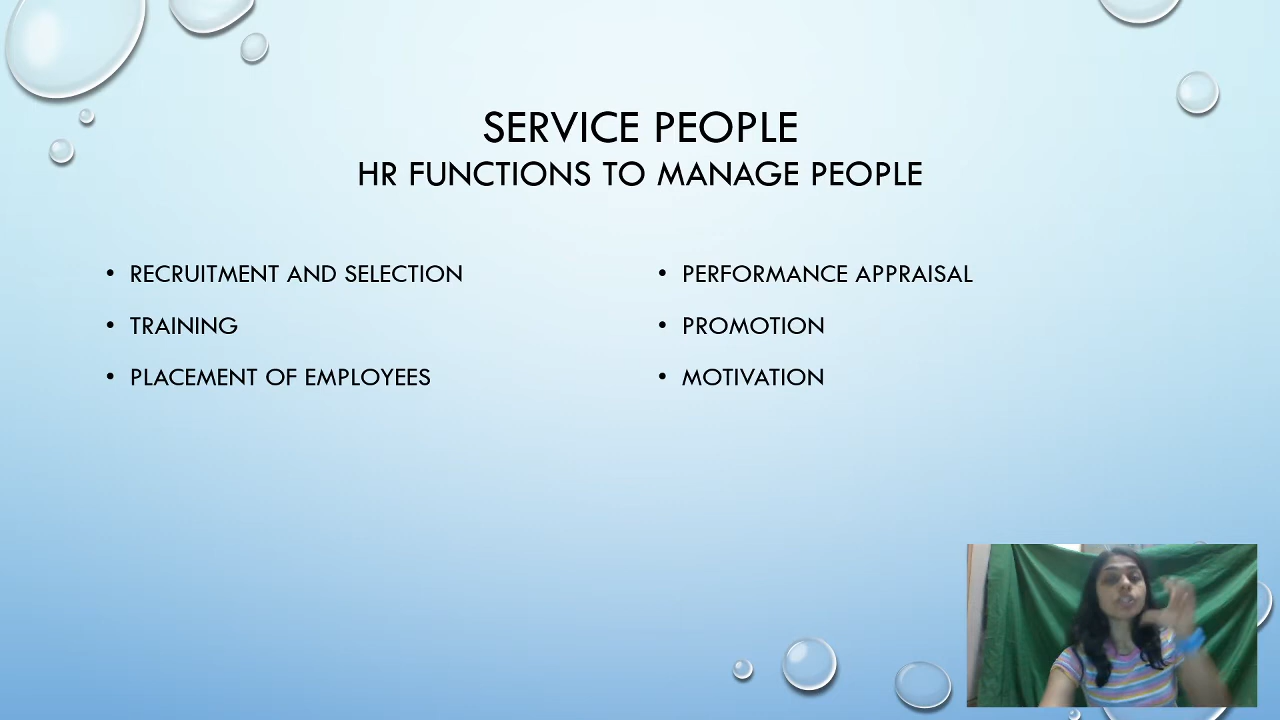 SERVICE PEOPLE
HR FUNCTIONS TO MANAGE PEOPLE
• RECRUITMENT AND SELECTION
• TRAINING
• PLACEMENT OF EMPLOYEES
• PERFORMANCE APPRAISAL
• PROMOTION
• MOTIVATION